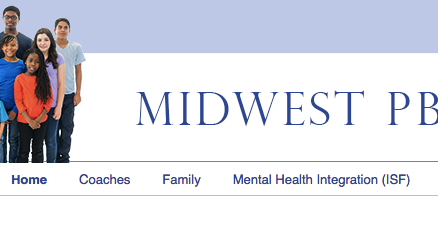 MIDWEST PB
Home Coaches Family Mental Health Integration (ISF)